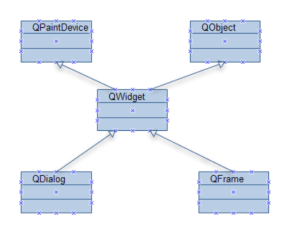 QPaintDevice
QObject
QWidget
QDialog
QFrame